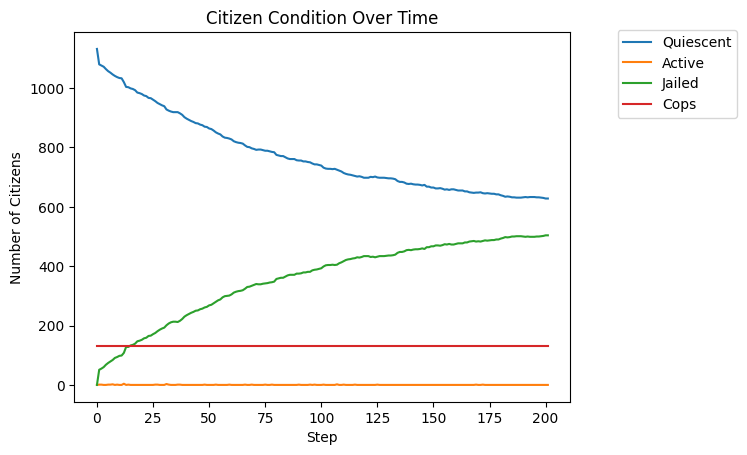 Citizen Condition Over Time
Quiescent
Active
Jailed
Cops
Number of Citizens
1000
800
600
400
200
0
0 25 50 75 100 125 150 175 200
Step